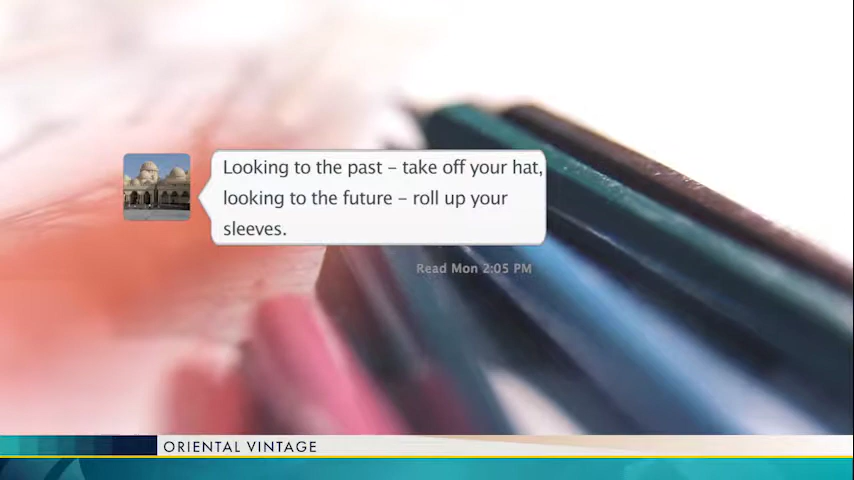 Looking to the past – take off your hat,
looking to the future – roll up your
sleeves.
Read Mon 2:05 PM
ORIENTAL VINTAGE